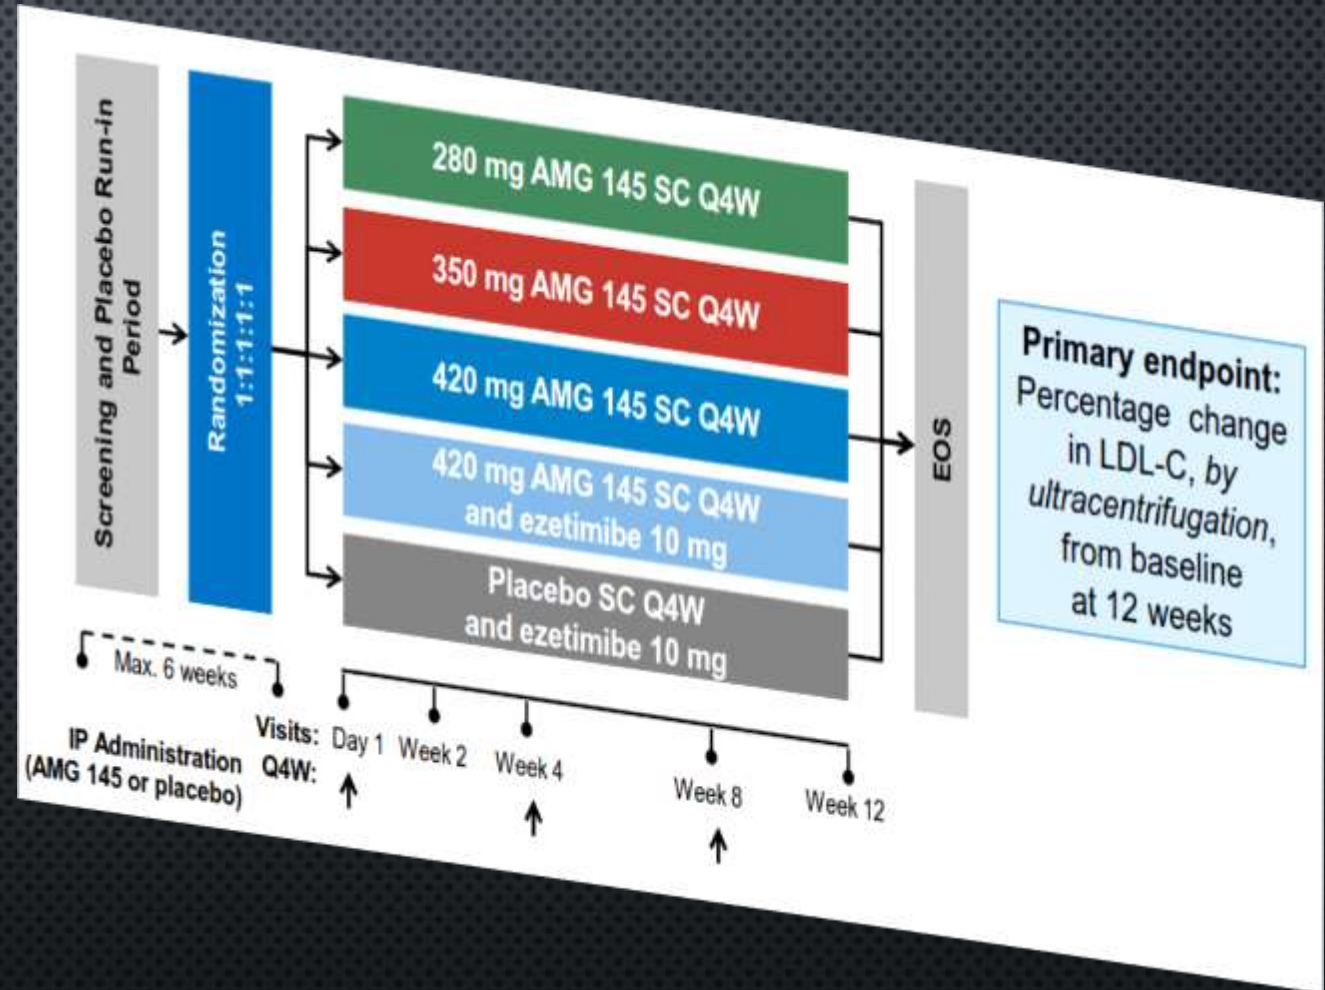 Screening and Placebo Run-in
Period
Randomization
1:1:1:1:1
280 mg AMG 145 SC Q4W
350 mg AMG 145 SC Q4W
420 mg AMG 145 SC Q4W
420 mg AMG 145 SC Q4W
and ezetimibe 10 mg
Placebo SC Q4W
and ezetimibe 10 mg
EOS
Primary endpoint:
Percentage change
in LDL-C, by
ultracentrifugation,
from baseline
at 12 weeks
Max. 6 weeks
Visits: Day 1 Week 2 Week 4 Week 8 Week 12
IP Administration Q4W:
(AMG 145 or placebo)